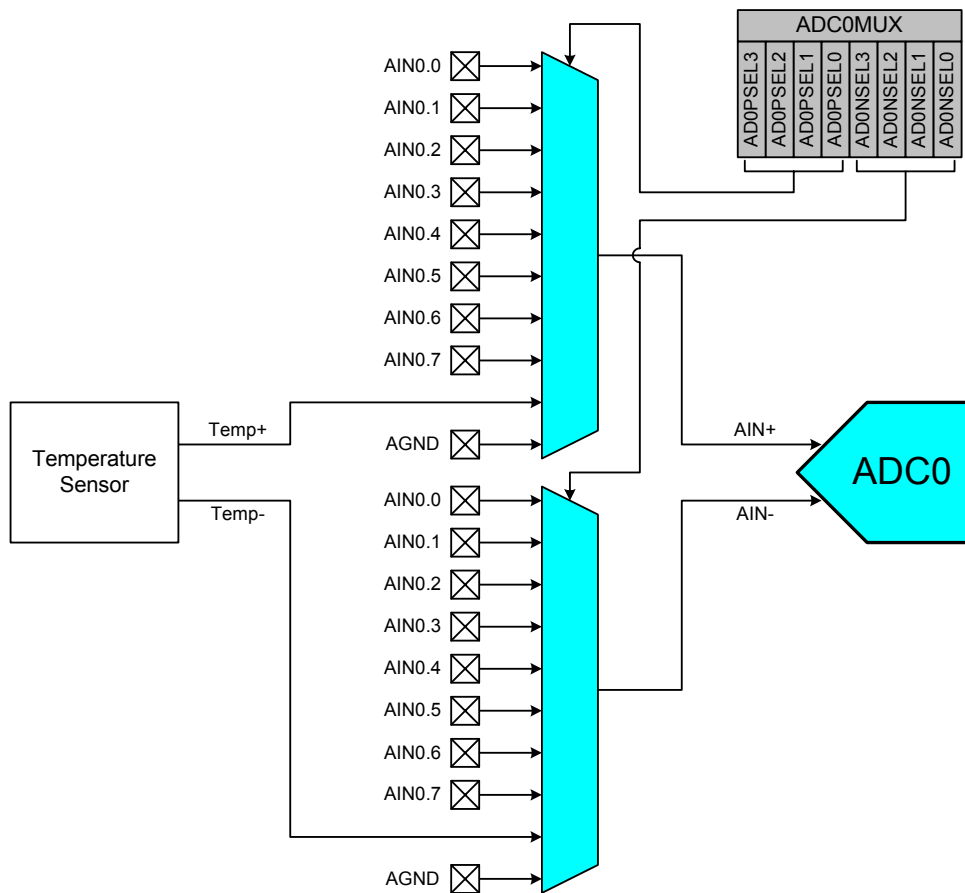 ADC0MUX
AD0PSEL3
AD0PSEL2
AD0PSEL1
AD0PSEL0
AD0NSEL3
AD0NSEL2
AD0NSEL1
AD0NSEL0
AIN0.0
AIN0.1
AIN0.2
AIN0.3
AIN0.4
AIN0.5
AIN0.6
AIN0.7
Temp+
AGND
Temperature
Sensor
Temp-
AIN+
ADC0
AIN-
AIN0.0
AIN0.1
AIN0.2
AIN0.3
AIN0.4
AIN0.5
AIN0.6
AIN0.7
AGND